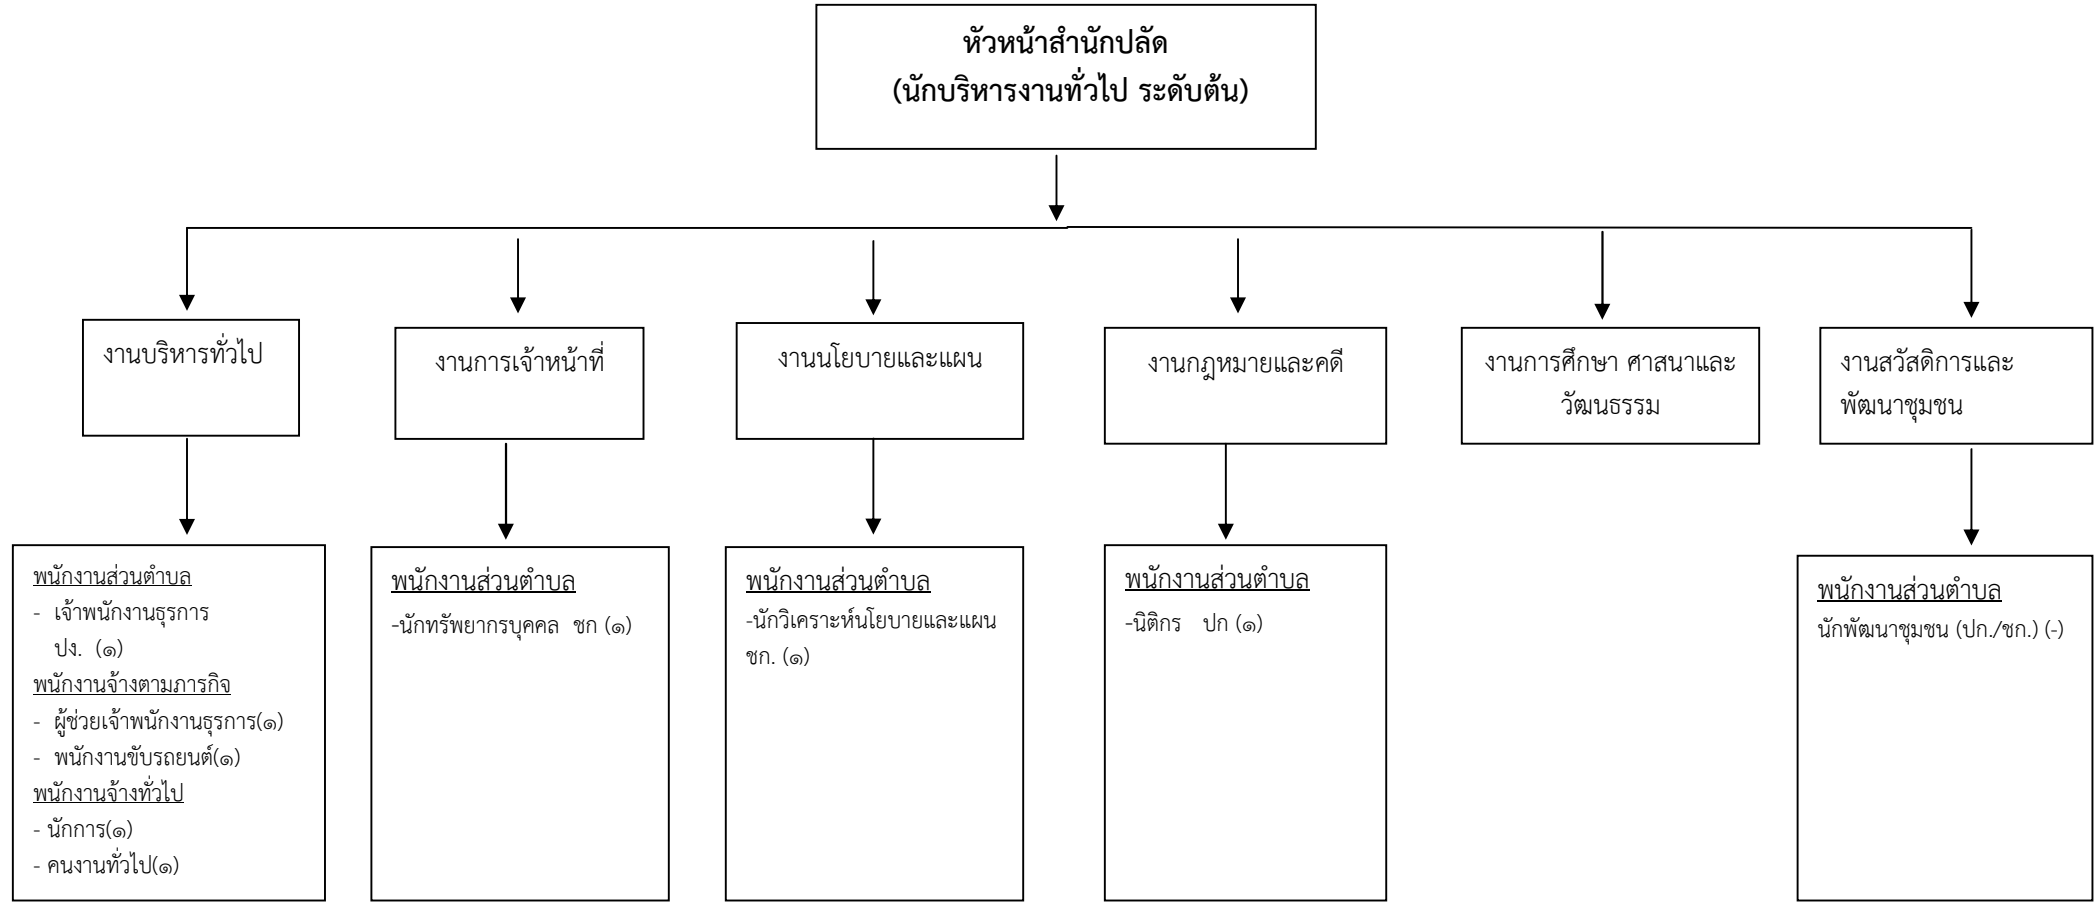 หัวหน้าสำนักปลัด
(นักบริหารงานทั่วไป ระดับต้น)
งานบริหารทั่วไป
งานการเจ้าหน้าที่
งานนโยบายและแผน
งานกฎหมายและคดี
งานการศึกษา ศาสนาและ
วัฒนธรรม
งานสวัสดิการและ
พัฒนาชุมชน
พนักงานส่วนตำบล
- เจ้าพนักงานธุรการ
ปง. (๑)
พนักงานจ้างตามภารกิจ
- ผู้ช่วยเจ้าพนักงานธุรการ(๑)
- พนักงานขับรถยนต์(๑)
พนักงานจ้างทั่วไป
- นักการ(๑)
- คนงานทั่วไป(๑)
พนักงานส่วนตำบล
-นักทรัพยากรบุคคล ชก (๑)
พนักงานส่วนตำบล
-นักวิเคราะห์นโยบายและแผน
ชก. (๑)
พนักงานส่วนตำบล
-นิติกร ปก (๑)
พนักงานส่วนตำบล
นักพัฒนาชุมชน (ปก./ชก.) (-)